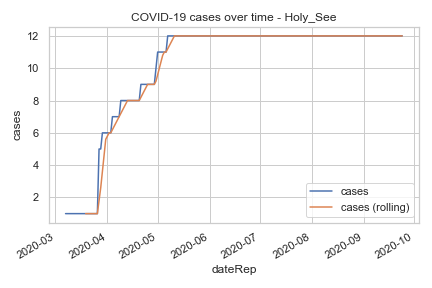 COVID-19 cases over time - Holy_See
12
10
8
6
4
2
cases
cases
cases (rolling)
2020-03
2020-04
2020-05
2020-06
2020-07
2020-08
2020-09
2020-10
dateRep